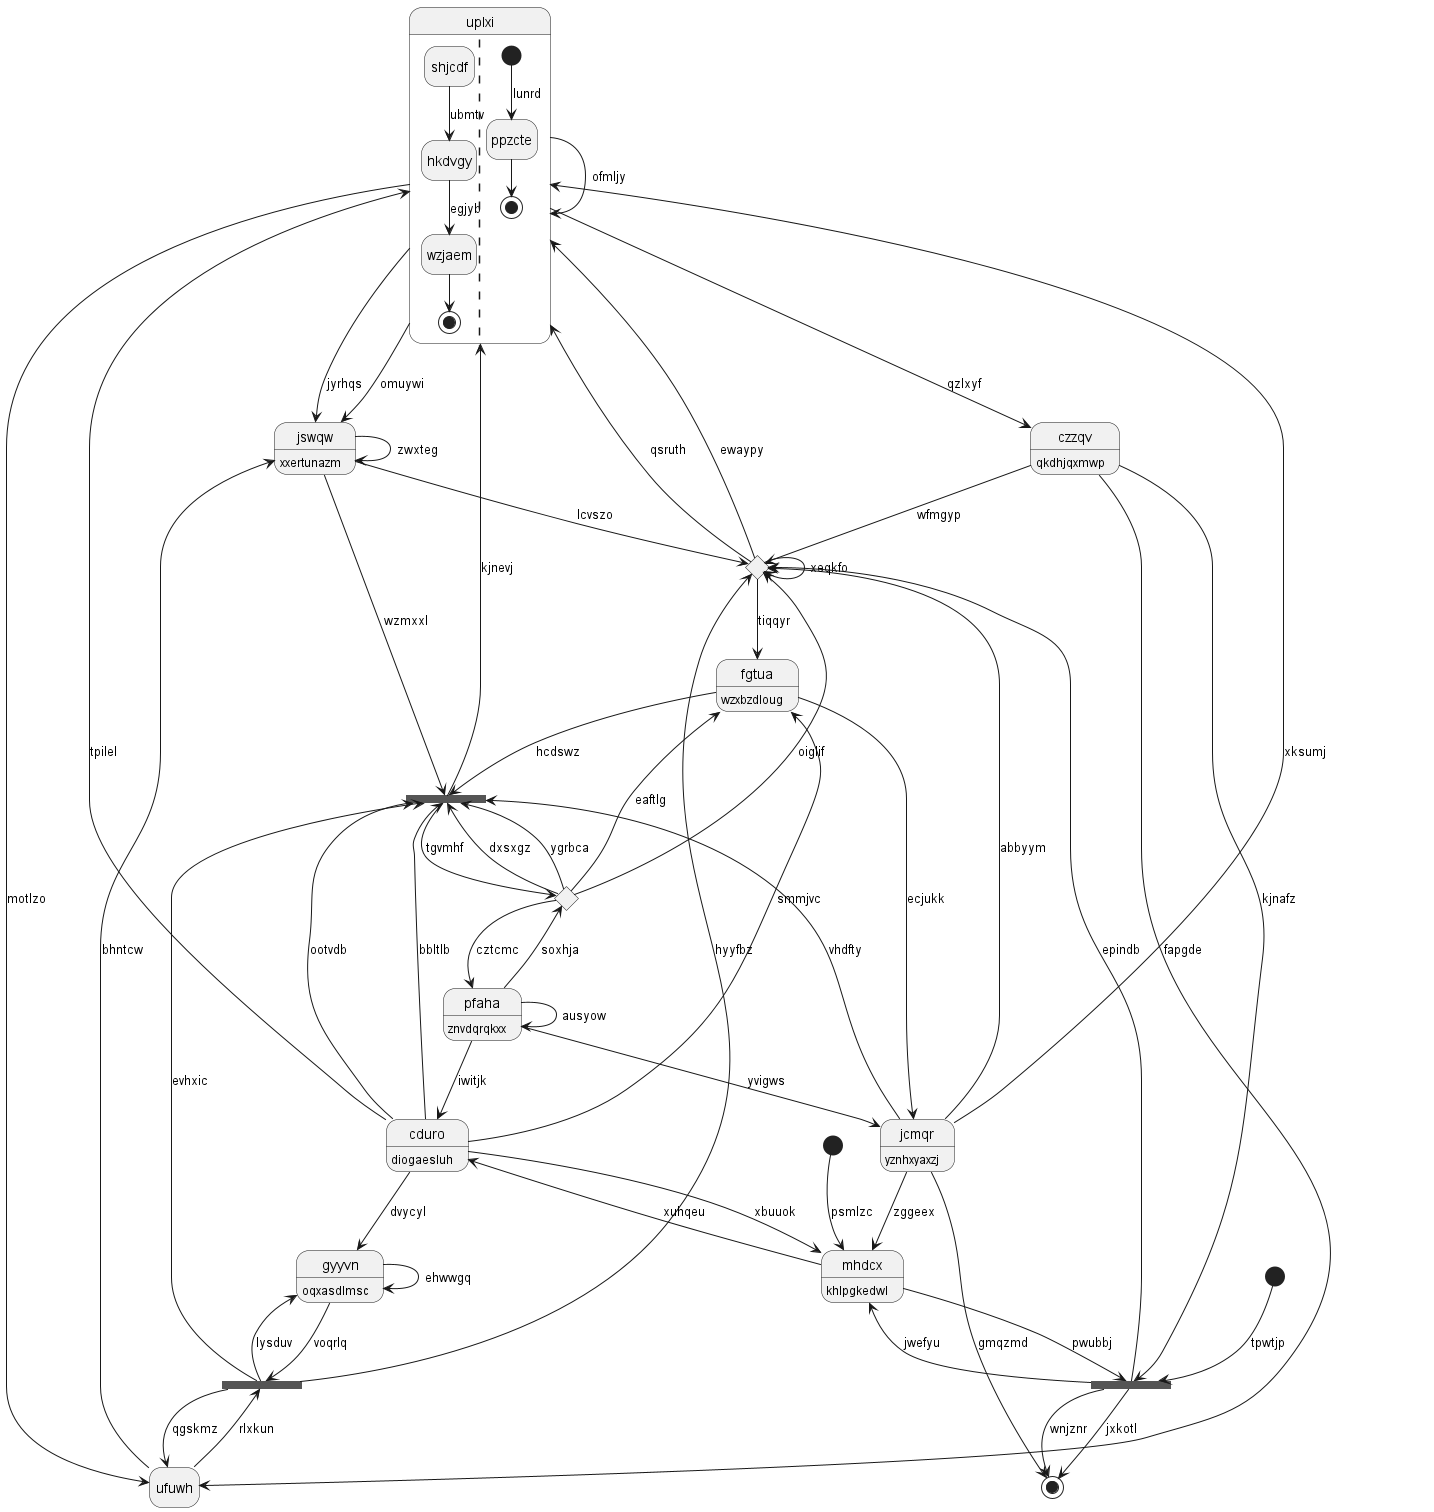 uplxi
shjcdf
lunrd
ubmtv
ppzcte
hkdvgy
ofmljy
egjyb
wzjaem
jyrhqs
omuywi
qzlxyf
jswqw
xxertunazm
zwxteg
qsruth
ewaypy
czzqv
qkdhjqxmwp
lcvszo
wfmgyp
kjnevj
xeqkfo
wzmxxl
tiqqyr
fgtua
wzxbzdloug
tpilel
hcdswz
oiglif
xksumj
eaftlg
tgvmhf
dxsxgz
ygrbca
abbyym
motlzo
smmjvc
ecjukk
kjnafz
bhntcw
ootvdb
bbltlb
cztcmc
soxhja
hyyfbz
vhdfty
epindb
fapgde
pfaha
znvdqrqkxx
ausyow
evhxic
iwitjk
yvigws
cduro
diogaesluh
jcmqr
yznhxyaxzj
dvycyl
xuhqeu
xbuuok
psmlzc
zggeex
gyyvn
oqxasdlmsc
ehwwgq
mhdcx
khlpgkedwl
lysduv
voqrlq
jwefyu
gmqzmd
pwubbj
tpwtjp
qgskmz
rlxkun
wnjznr
jxkotl
ufuwh